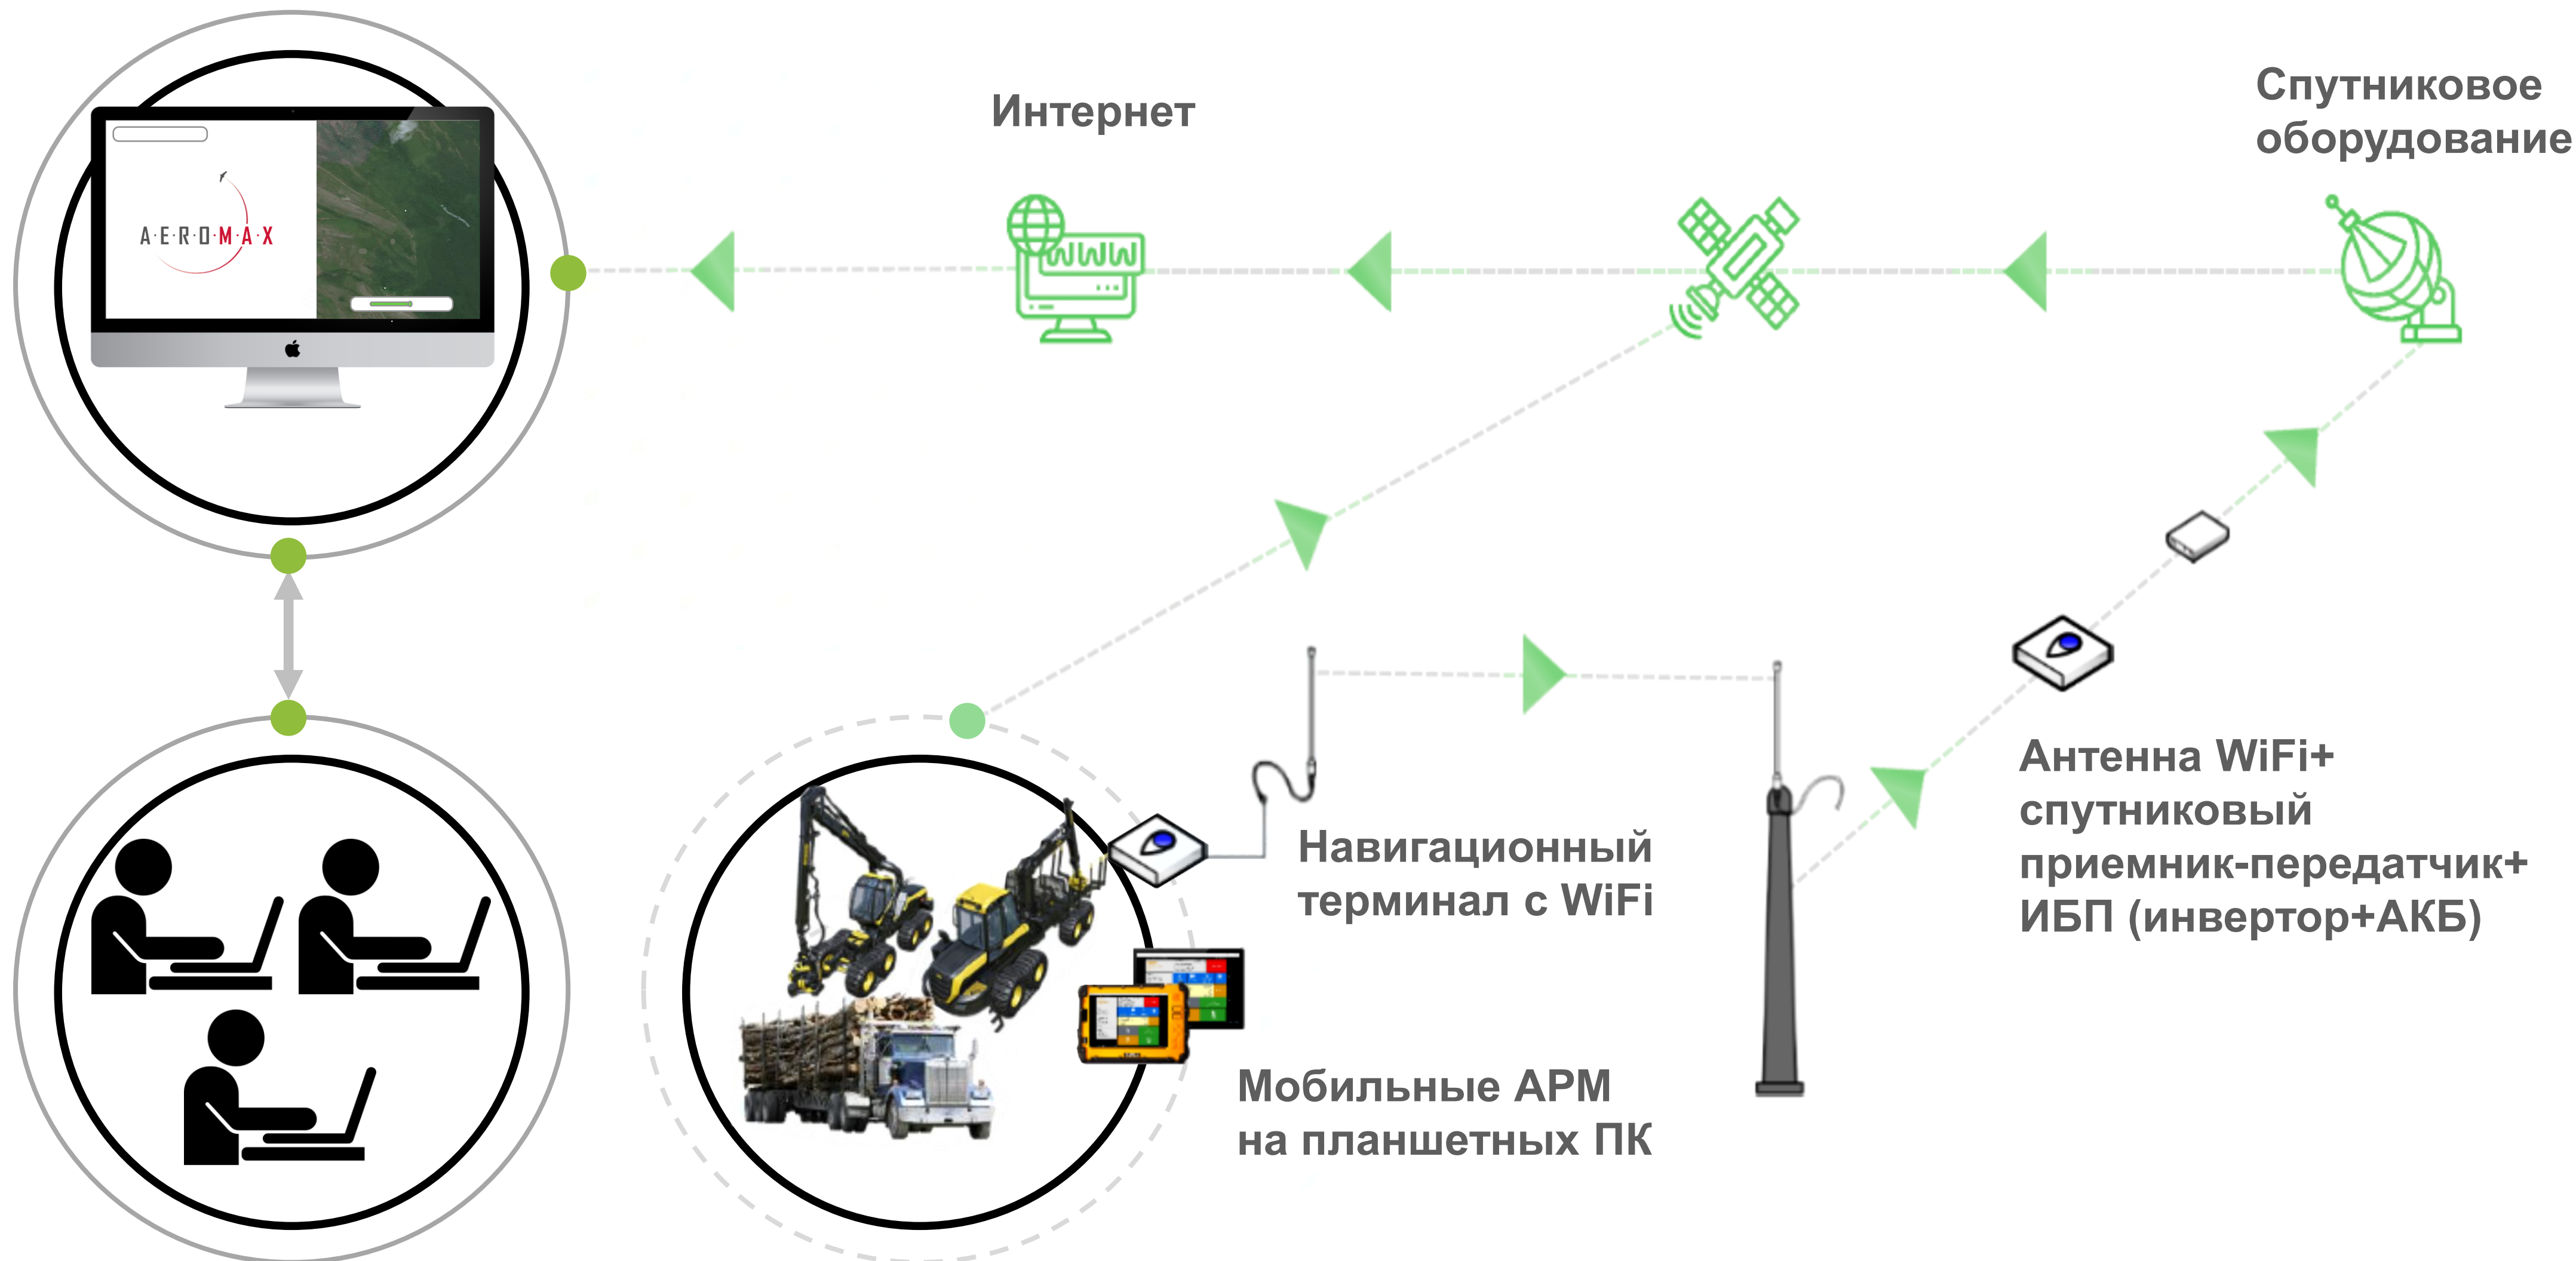 Интернет
Спутниковое
оборудование
A·E·R·O·M·A·X
Антенна WiFi+
спутниковый
приемник-передатчик+
ИБП (инвертор+АКБ)
Навигационный
терминал с WiFi
Мобильные АРМ
на планшетных ПК